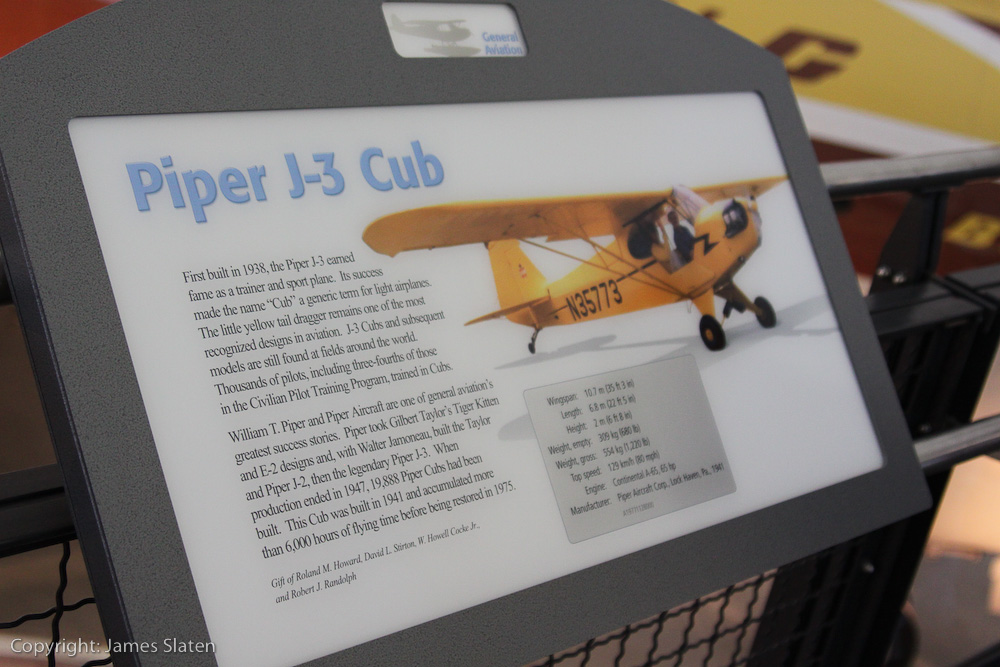 General
Aviation
Piper J-3 Cub
First built in 1938, the Piper J-3 earned
fame as a trainer and sport plane. Its success
made the name "Cub" a generic term for light airplanes.
The little yellow tail dragger remains one of the most
recognized designs in aviation. J-3 Cubs and subsequent
models are still found at fields around the world.
Thousands of pilots, including three-fourths of those
in the Civilian Pilot Training Program, trained in Cubs.
William T. Piper and Piper Aircraft are one of general aviation's
greatest success stories. Piper took Gilbert Taylor's Tiger Kitten
and E-2 designs and, with Walter Jamoneau, built the Taylor
and Piper J-2, then the legendary Piper J-3. When
production ended in 1947, 19,888 Piper Cubs had been
built. This Cub was built in 1941 and accumulated more
than 6,000 hours of flying time before being restored in 1975.
Gift of Roland M. Howard, David L. Stirton, W. Howell Cocke Jr.,
and Robert J. Randolph
N35773
Wingspan: 10.7 m (35 ft 3 in)
Length: 6.8 m (22 ft 5 in)
Height: 2 m (6 ft 8 in)
Weight, empty: 309 kg (680 lb)
Weight, gross: 554 kg (1,220 lb)
Top speed: 129 km/h (80 mph)
Engine: Continental A-65, 65 hp
Manufacturer: Piper Aircraft Corp., Lock Haven, Pa., 1941
G
Copyright: James Slaten